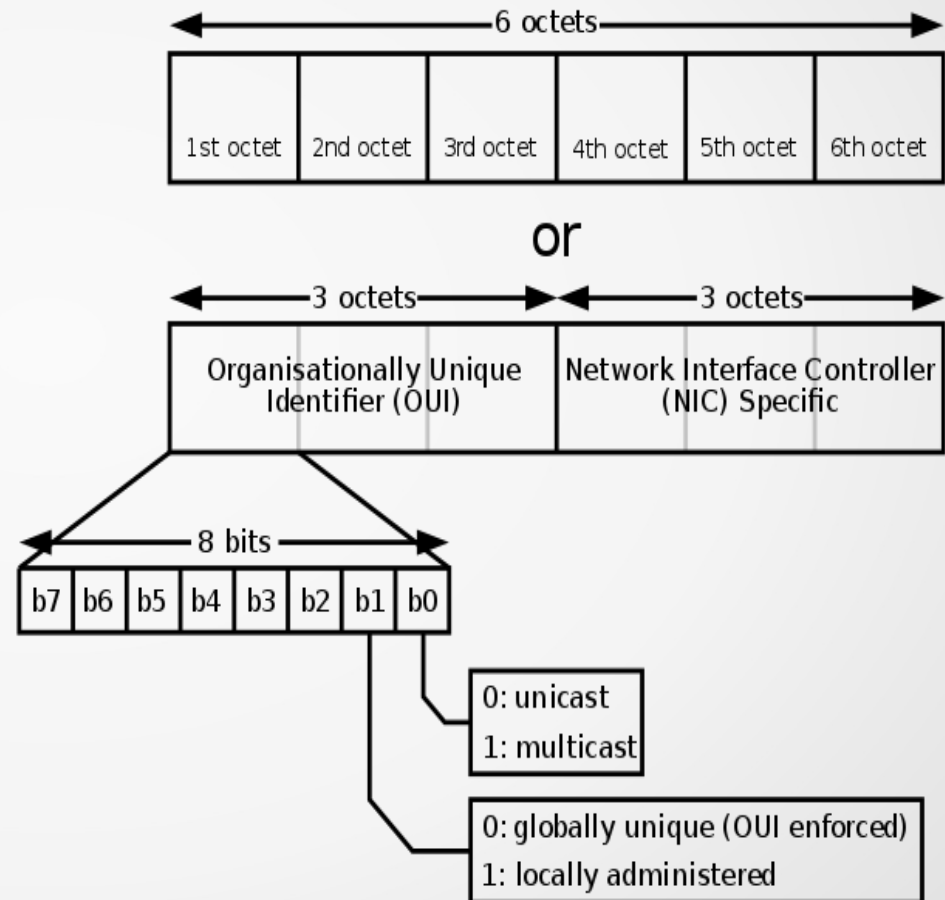 6 octets
1st octet 2nd octet 3rd octet 4th octet 5th octet 6th octet
or
3 octets 3 octets
Organisationally Unique
Identifier (OUI)
Network Interface Controller
(NIC) Specific
8 bits
b7 b6 b5 b4 b3 b2 b1 b0
0: unicast
1: multicast
0: globally unique (OUI enforced)
1: locally administered